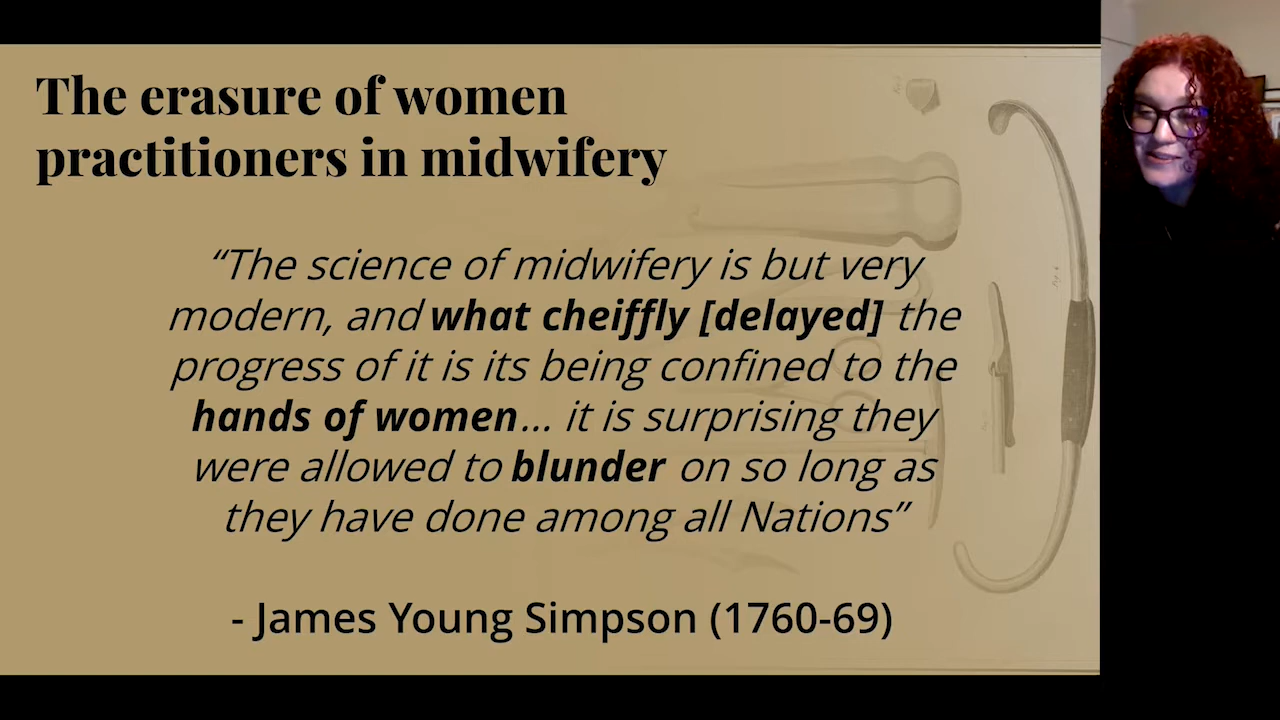 The erasure of women
practitioners in midwifery
“The science of midwifery is but very
modern, and what cheiffly [delayed] the
progress of it is its being confined to the
hands of women... it is surprising they
were allowed to blunder on so long as
they have done among all Nations”
- James Young Simpson (1760-69)